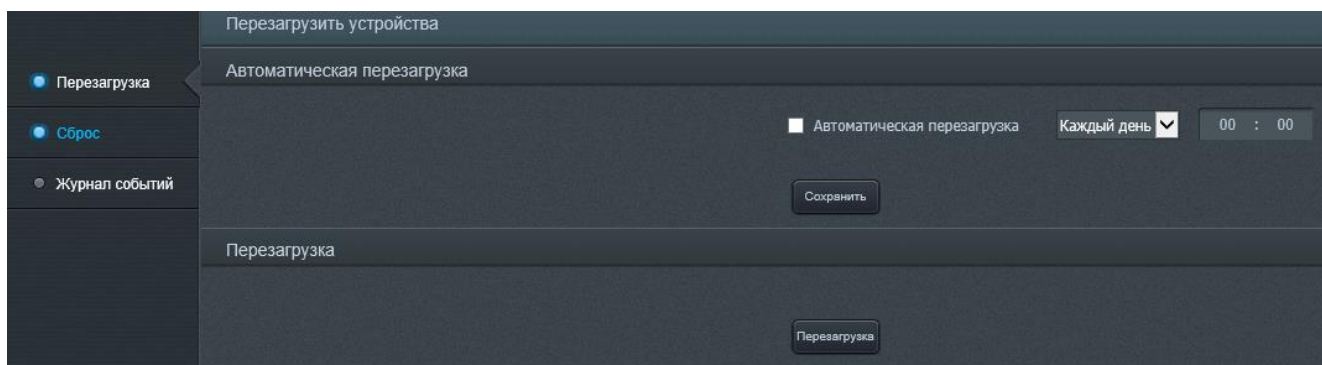 Перезагрузить устройства
Перезагрузка
Сброс
Журнал событий
Автоматическая перезагрузка
Автоматическая перезагрузка Каждый день 00 : 00
Сохранить
Перезагрузка
Перезагрузка